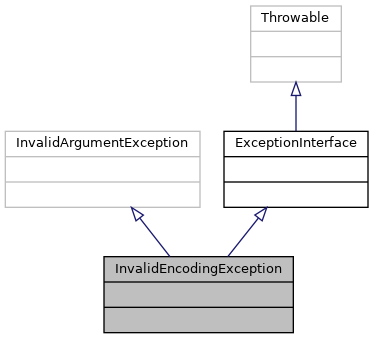 Throwable
InvalidArgumentException
ExceptionInterface
InvalidEncodingException